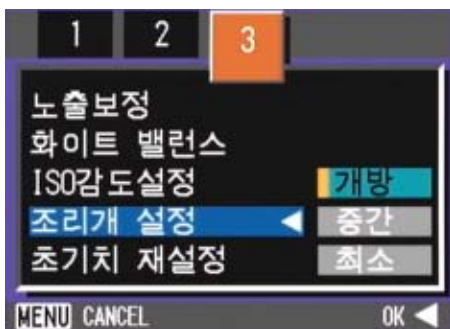 1 2 3
노출보정
화이트 밸런스
ISO감도설정 개방
조리개 설정 중간
초기치 재설정 최소
MENU CANCEL OK